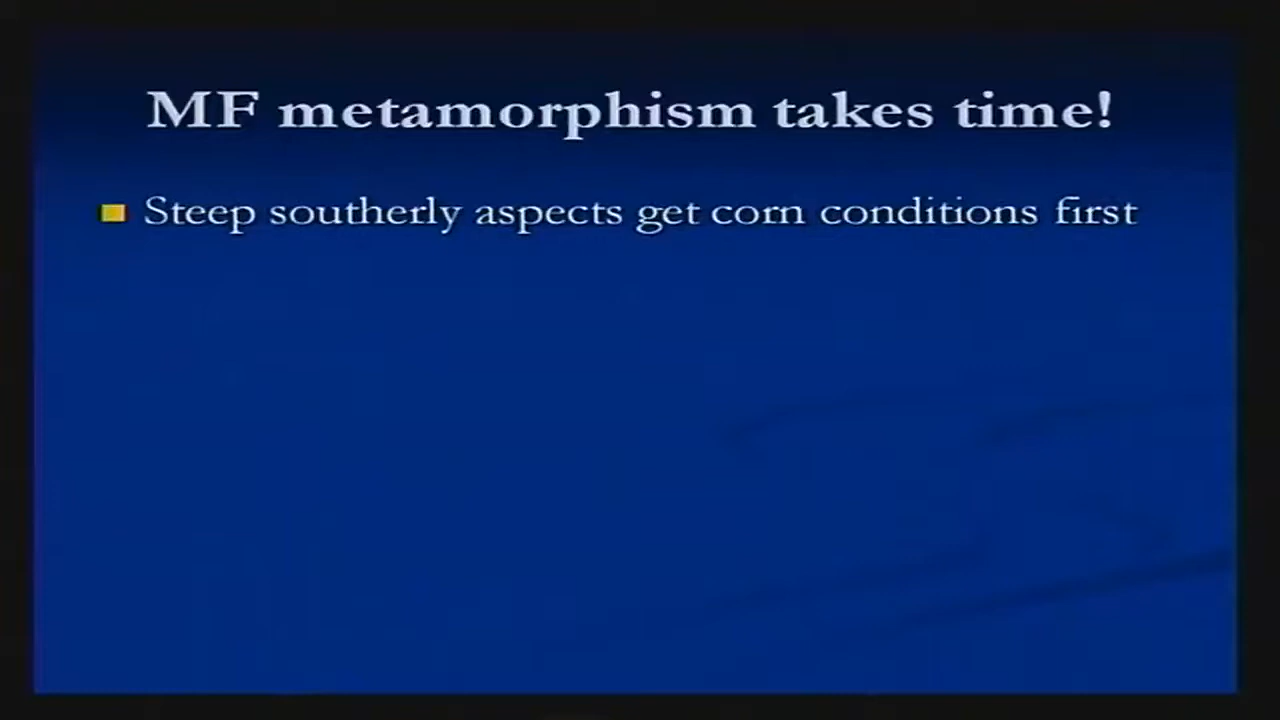 MF metamorphism takes time!
Steep southerly aspects get corn conditions first